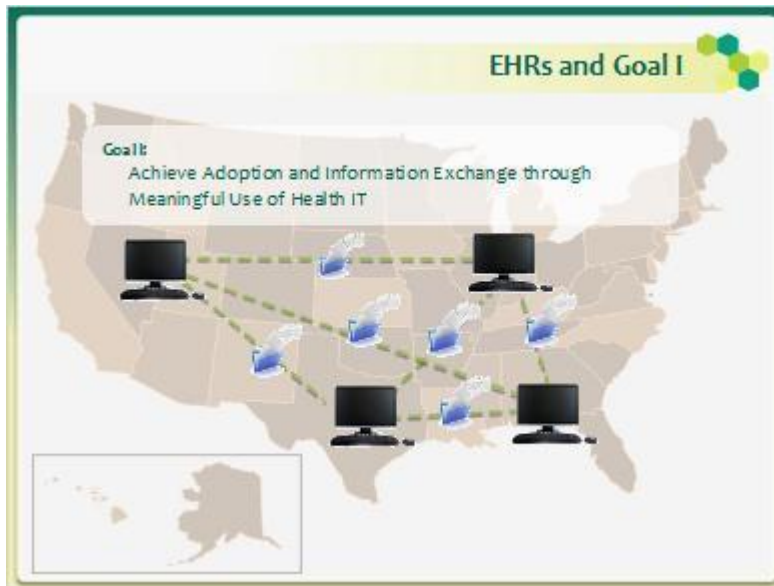 EHRs and Goal I
Goal I:
Achieve Adoption and Information Exchange through
Meaningful Use of Health IT